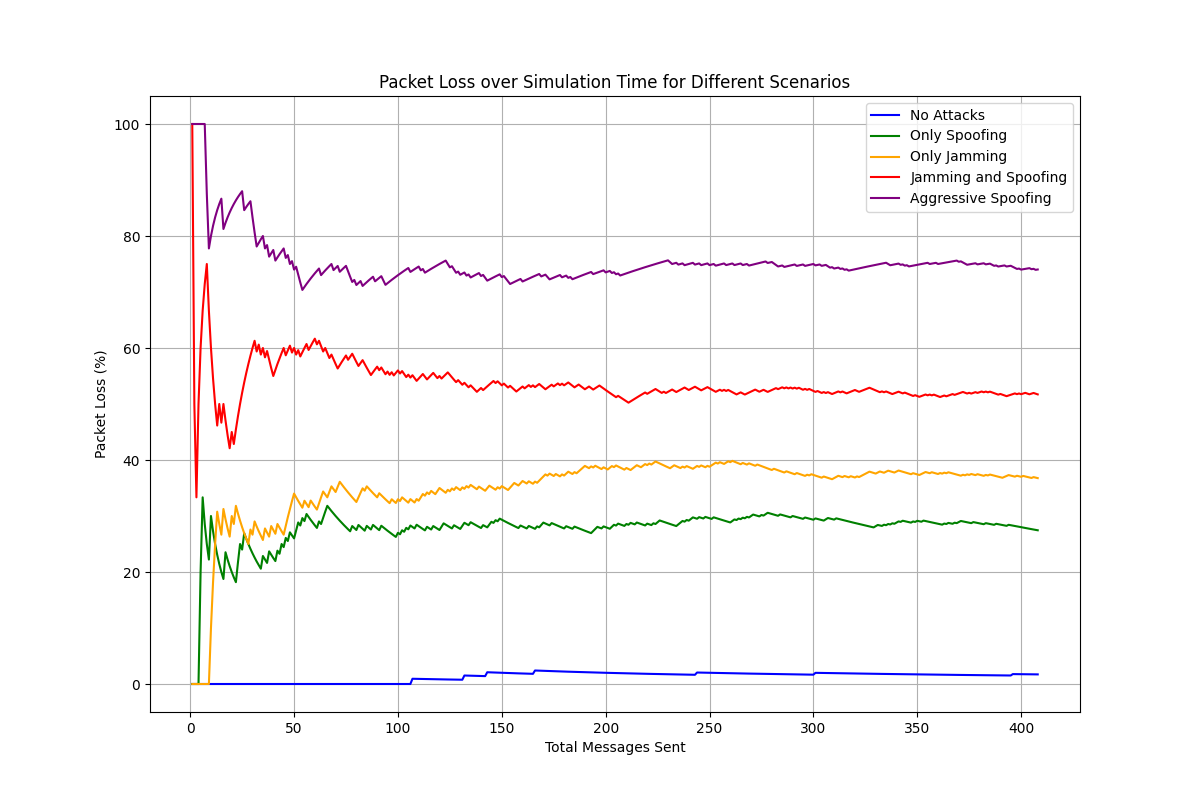 Packet Loss over Simulation Time for Different Scenarios
No Attacks
Only Spoofing
Only Jamming
Jamming and Spoofing
Aggressive Spoofing
Packet Loss (%)
100
80
60
40
20
0
0 50 100 150 200 250 300 350 400
Total Messages Sent